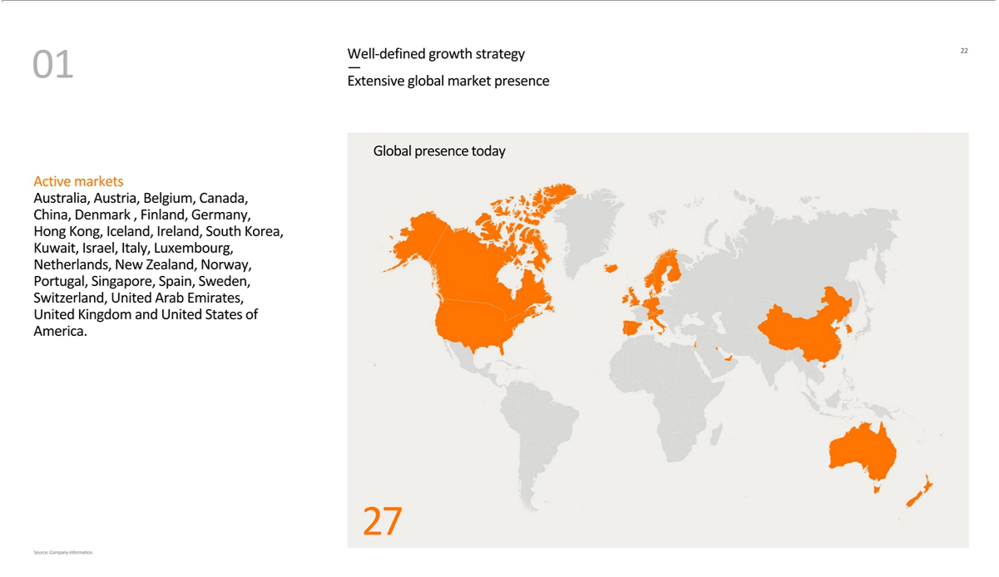 01
Well-defined growth strategy
—
Extensive global market presence
22
Active markets
Australia, Austria, Belgium, Canada,
China, Denmark , Finland, Germany,
Hong Kong, Iceland, Ireland, South Korea,
Kuwait, Israel, Italy, Luxembourg,
Netherlands, New Zealand, Norway,
Portugal, Singapore, Spain, Sweden,
Switzerland, United Arab Emirates,
United Kingdom and United States of
America.
Global presence today
27
Source: Company information.